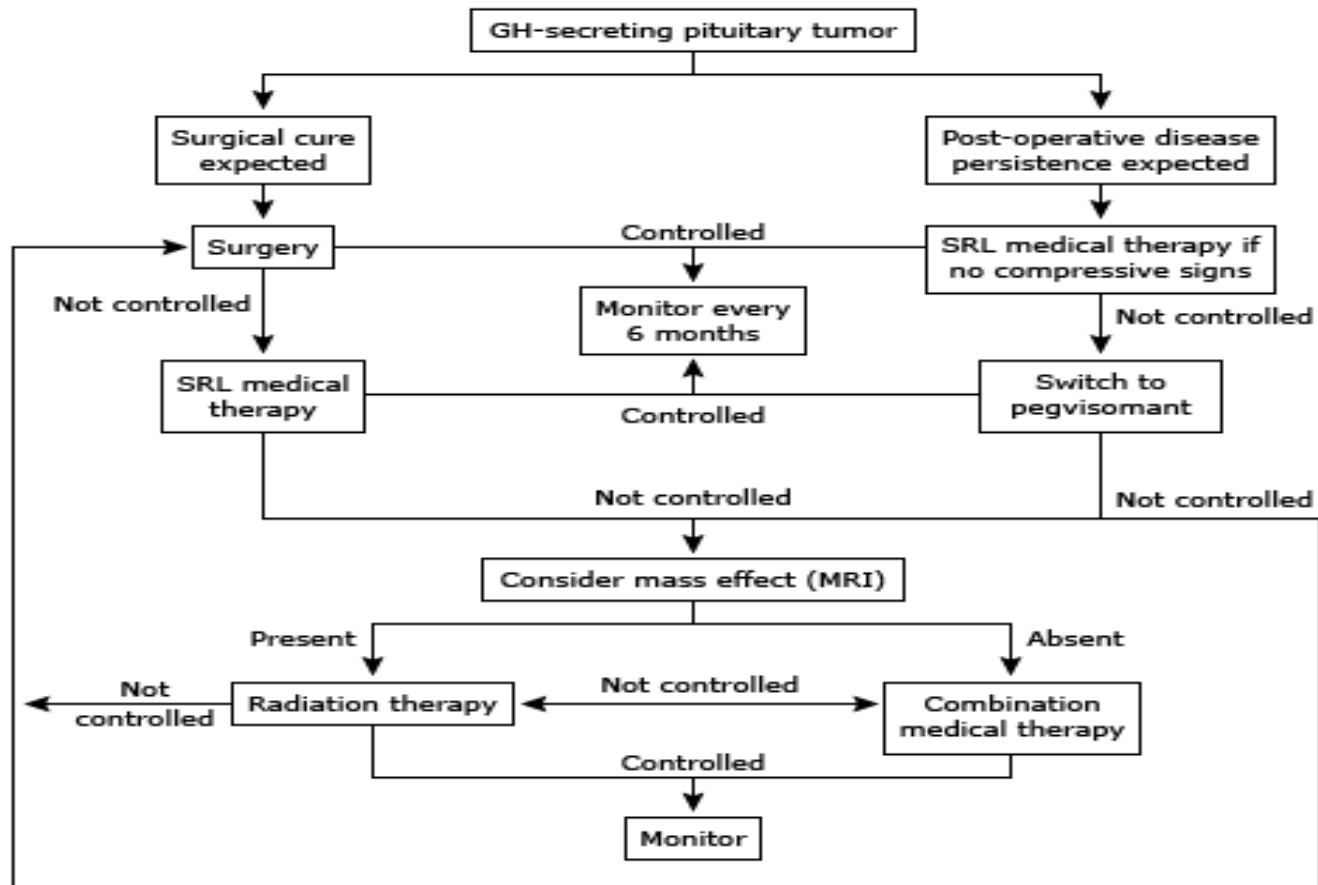 GH-secreting pituitary tumor
Surgical cure
expected
Post-operative disease
persistence expected
Surgery
Controlled
SRL medical therapy if
no compressive signs
Not controlled
Monitor every
6 months
Not controlled
SRL medical
therapy
Controlled
Switch to
pegvisomant
Not controlled
Not controlled
Consider mass effect (MRI)
Present
Absent
Not
controlled
Radiation therapy
Not controlled
Combination
medical therapy
Controlled
Monitor